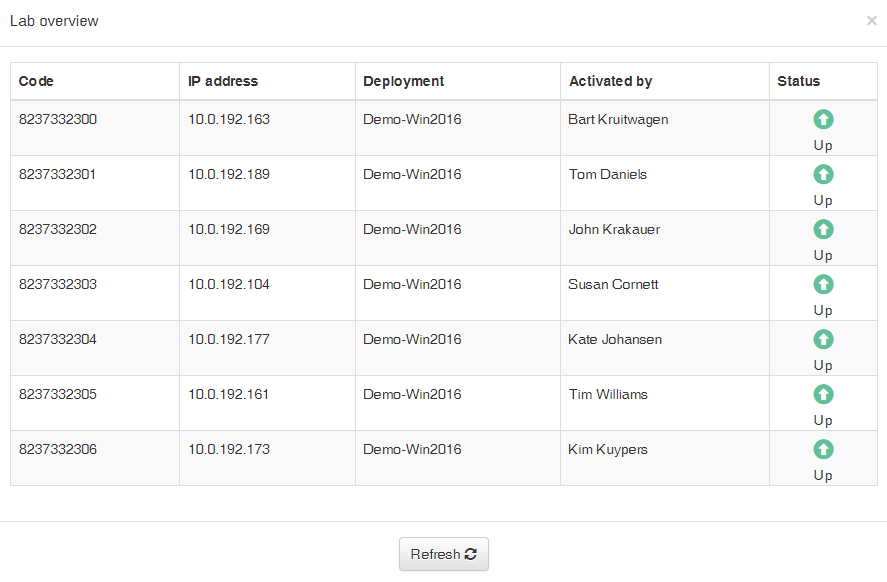 Lab overview ×
Code IP address Deployment Activated by Status
8237332300 10.0.192.163 Demo-Win2016 Bart Kruitwagen
Up
8237332301 10.0.192.189 Demo-Win2016 Tom Daniels
Up
8237332302 10.0.192.169 Demo-Win2016 John Krakauer
Up
8237332303 10.0.192.104 Demo-Win2016 Susan Cornett
Up
8237332304 10.0.192.177 Demo-Win2016 Kate Johansen
Up
8237332305 10.0.192.161 Demo-Win2016 Tim Williams
Up
8237332306 10.0.192.173 Demo-Win2016 Kim Kuypers
Up
Refresh